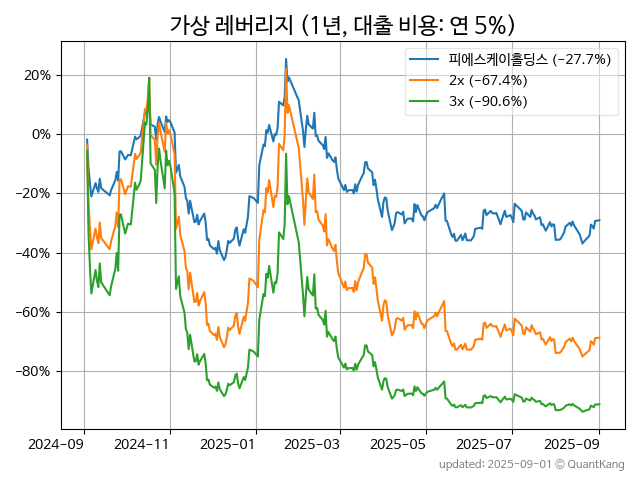 가상 레버리지 (1년, 대출 비용: 연 5%)
피에스케이홀딩스 (-27.7%)
2x (-67.4%)
3x (-90.6%)
20%
0%
−20%
−40%
−60%
−80%
2024-09 2024-11 2025-01 2025-03 2025-05 2025-07 2025-09
updated: 2025-09-01 © QuantKang